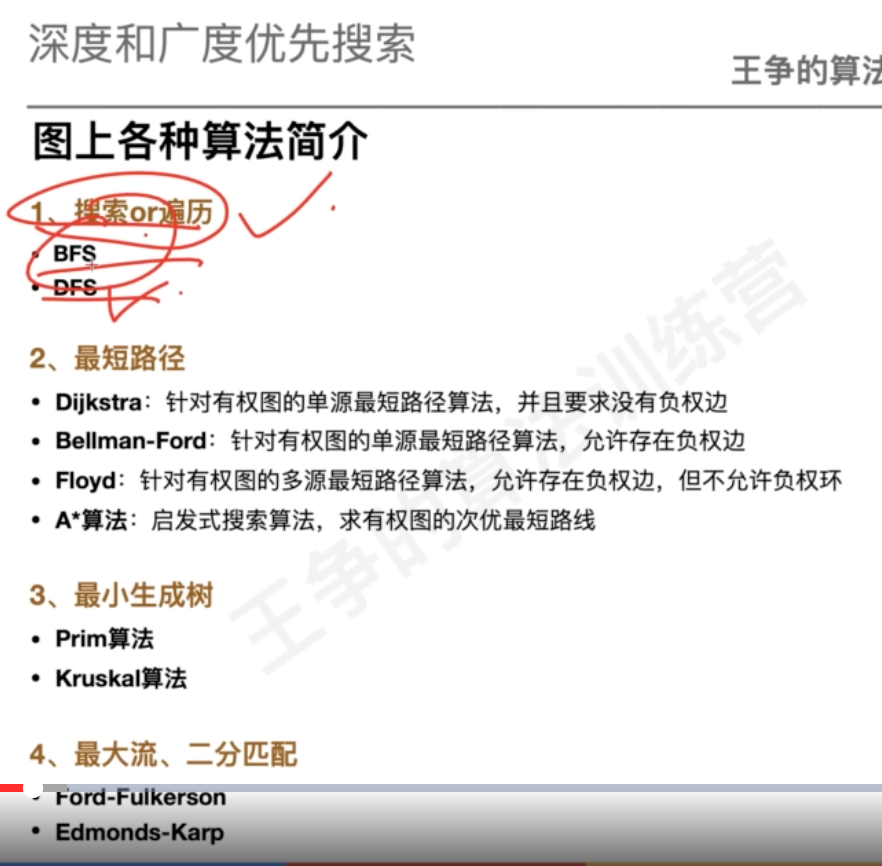 深度和广度优先搜索
王争的算法
图上各种算法简介
1、搜索or遍历
• BFS
• DFS
2、最短路径
• Dijkstra：针对有权图的单源最短路径算法，并且要求没有负权边
• Bellman-Ford：针对有权图的单源最短路径算法，允许存在负权边
• Floyd：针对有权图的多源最短路径算法，允许存在负权边，但不允许负权环
• A*算法：启发式搜索算法，求有权图的次优最短路线
3、最小生成树
• Prim算法
• Kruskal算法
4、最大流、二分匹配
• Ford-Fulkerson
• Edmonds-Karp
王争的算法训练营